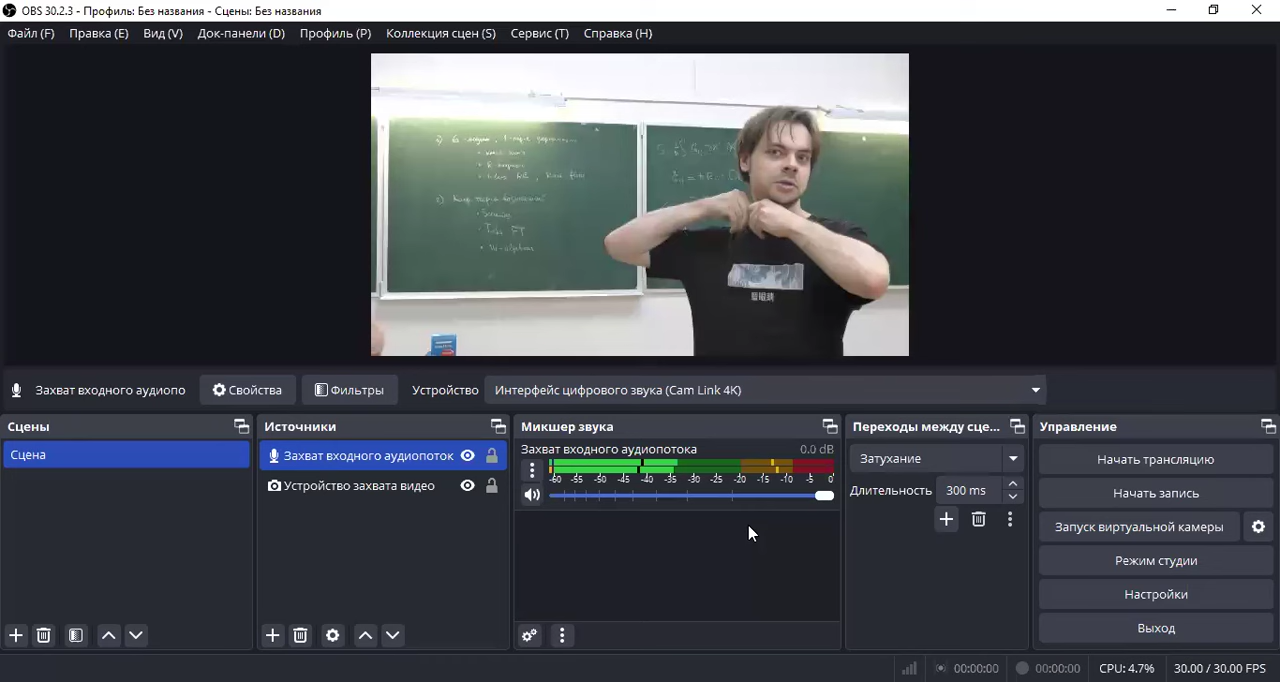 OBS 30.2.3 - Профиль: Без названия - Сцены: Без названия
Файл (F) Правка (E) Вид (V) Док-панели (D) Профиль (P) Коллекция сцен (S) Сервис (T) Справка (H)
Захват входного аудиопо Свойства Фильтры Устройство Интерфейс цифрового звука (Cam Link 4K)
Сцены Источники Микшер звука Переходы между сце... Управление
Сцена
Захват входного аудиопоток
Устройство захвата видео
Захват входного аудиопотока 0.0 dB
-60 -55 -50 -45 -40 -35 -30 -25 -20 -15 -10 -5 0
Затухание
Длительность 300 ms
Начать трансляцию
Начать запись
Запуск виртуальной камеры
Режим студии
Настройки
Выход
00:00:00 00:00:00 CPU: 4.7% 30.00 / 30.00 FPS